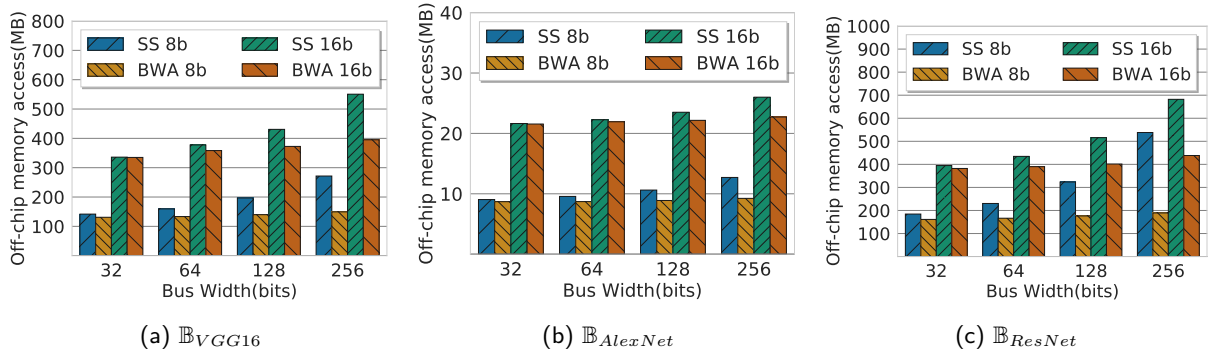 Off-chip memory access(MB)
800
700
600
500
400
300
200
100
SS 8b
BWA 8b
SS 16b
BWA 16b
32 64 128 256
Bus Width(bits)
(a) 𝔹VGG16
Off-chip memory access(MB)
40
30
20
10
SS 8b
BWA 8b
SS 16b
BWA 16b
32 64 128 256
Bus Width(bits)
(b) 𝔹AlexNet
Off-chip memory access(MB)
1000
900
800
700
600
500
400
300
200
100
SS 8b
BWA 8b
SS 16b
BWA 16b
32 64 128 256
Bus Width(bits)
(c) 𝔹ResNet